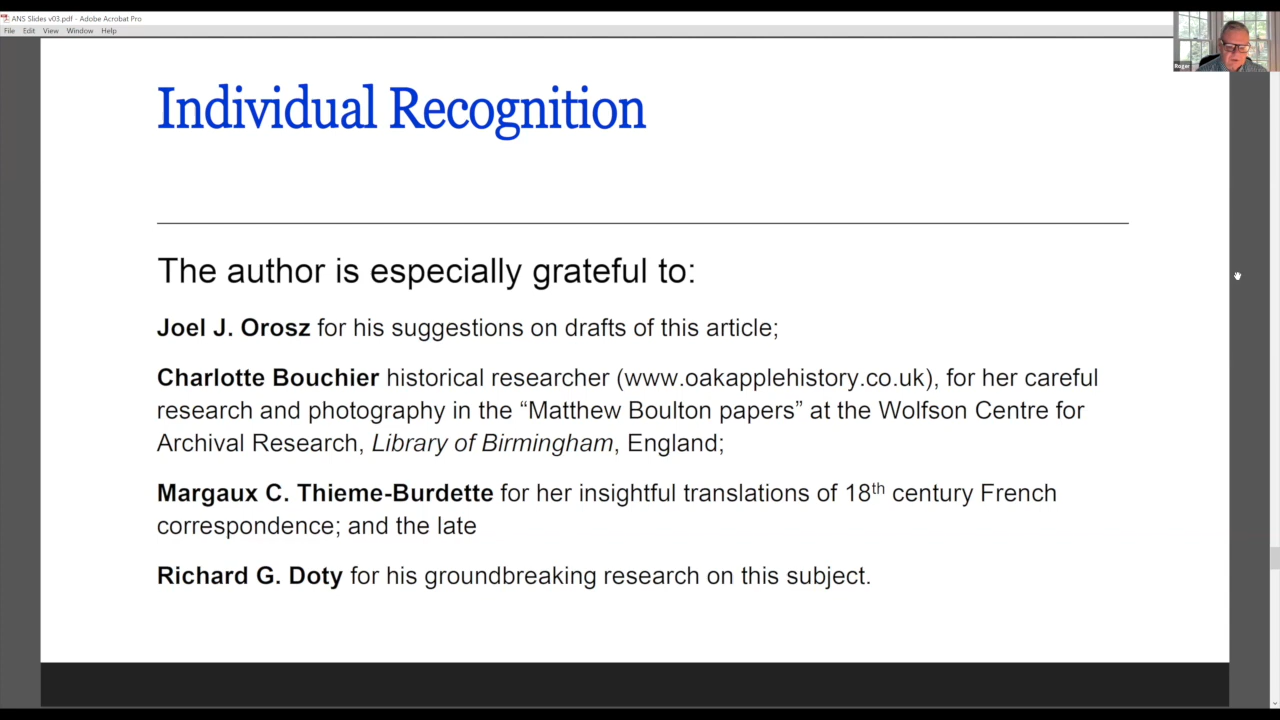 ANS Slides v03.pdf - Adobe Acrobat Pro
File Edit View Window Help
Roger
Individual Recognition
The author is especially grateful to:
Joel J. Orosz for his suggestions on drafts of this article;
Charlotte Bouchier historical researcher (www.oakapplehistory.co.uk), for her careful
research and photography in the “Matthew Boulton papers” at the Wolfson Centre for
Archival Research, Library of Birmingham, England;
Margaux C. Thieme-Burdette for her insightful translations of 18th century French
correspondence; and the late
Richard G. Doty for his groundbreaking research on this subject.